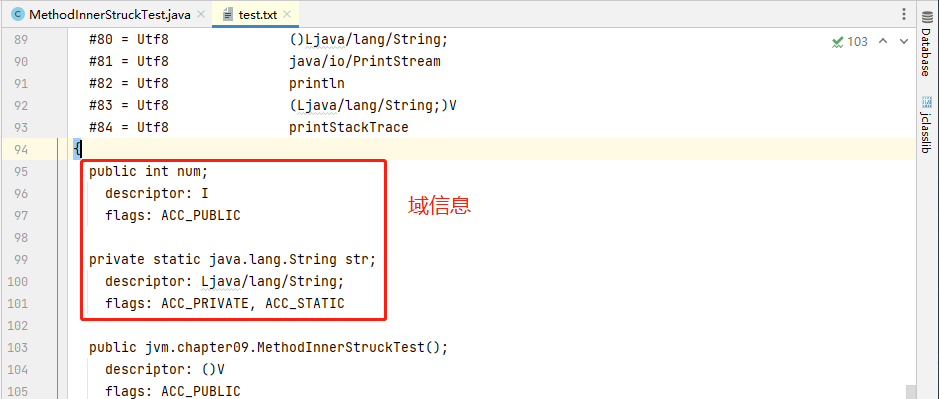 MethodInnerStruckTest.java test.txt
103
89 #80 = Utf8 ()Ljava/lang/String;
90 #81 = Utf8 java/io/PrintStream
91 #82 = Utf8 println
92 #83 = Utf8 (Ljava/lang/String;)V
93 #84 = Utf8 printStackTrace
94 {
95 public int num;
96 descriptor: I
97 flags: ACC_PUBLIC
98
99 private static java.lang.String str;
100 descriptor: Ljava/lang/String;
101 flags: ACC_PRIVATE, ACC_STATIC
102
103 public jvm.chapter09.MethodInnerStruckTest();
104 descriptor: ()V
105 flags: ACC_PUBLIC
域信息
Database
jclasslib